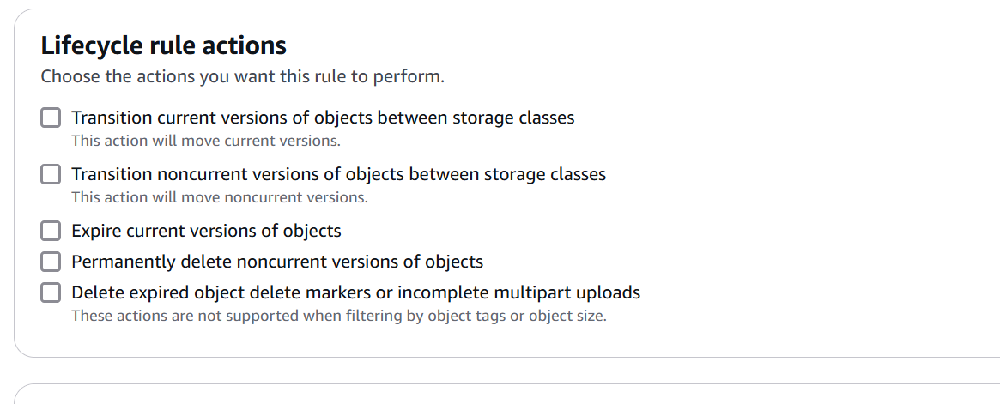 Lifecycle rule actions
Choose the actions you want this rule to perform.
Transition current versions of objects between storage classes
This action will move current versions.
Transition noncurrent versions of objects between storage classes
This action will move noncurrent versions.
Expire current versions of objects
Permanently delete noncurrent versions of objects
Delete expired object delete markers or incomplete multipart uploads
These actions are not supported when filtering by object tags or object size.